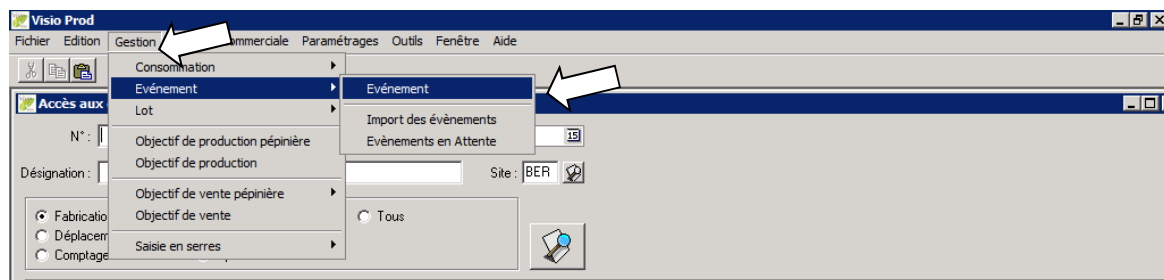 Visio Prod
Fichier Edition Gestion ommerciale Paramétrages Outils Fenêtre Aide
Consommation
Evénement Evénement
Accès aux
Lot
Import des évènements
N° : 15
Objectif de production pépinière Evènements en Attente
Objectif de production
Désignation : Site : BER
Objectif de vente pépinière
Fabricatio Objectif de vente Tous
Déplacem
Saisie en serres
Comptage